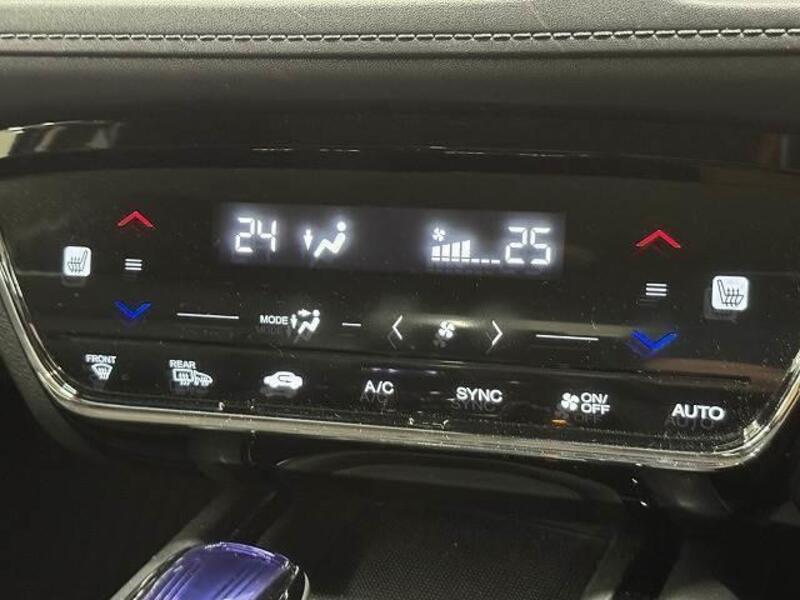 24 25
MODE
FRONT REAR A/C SYNC ON/OFF AUTO